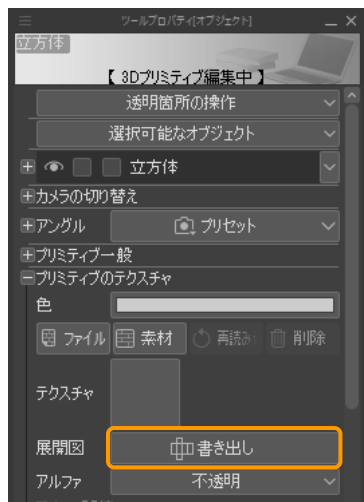 ツールプロパティ[オブジェクト]
立方体
【 3Dプリミティブ編集中 】
透明箇所の操作
選択可能なオブジェクト
立方体
カメラの切り替え
アングル プリセット
プリミティブ一般
プリミティブのテクスチャ
色
ファイル 素材 再読み 削除
テクスチャ
展開図 書き出し
アルファ 不透明